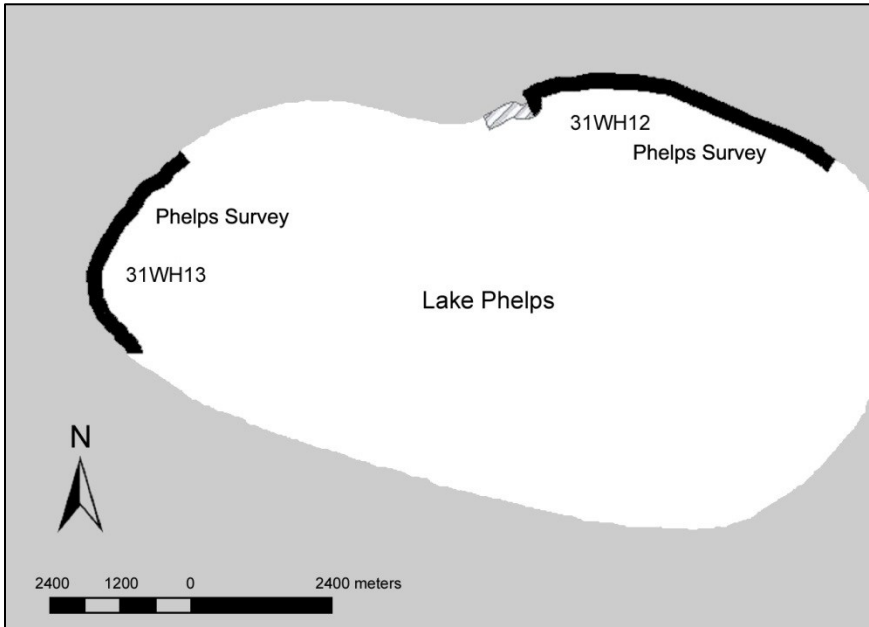 31WH12
Phelps Survey
Phelps Survey
31WH13
Lake Phelps
N
2400 1200 0 2400 meters